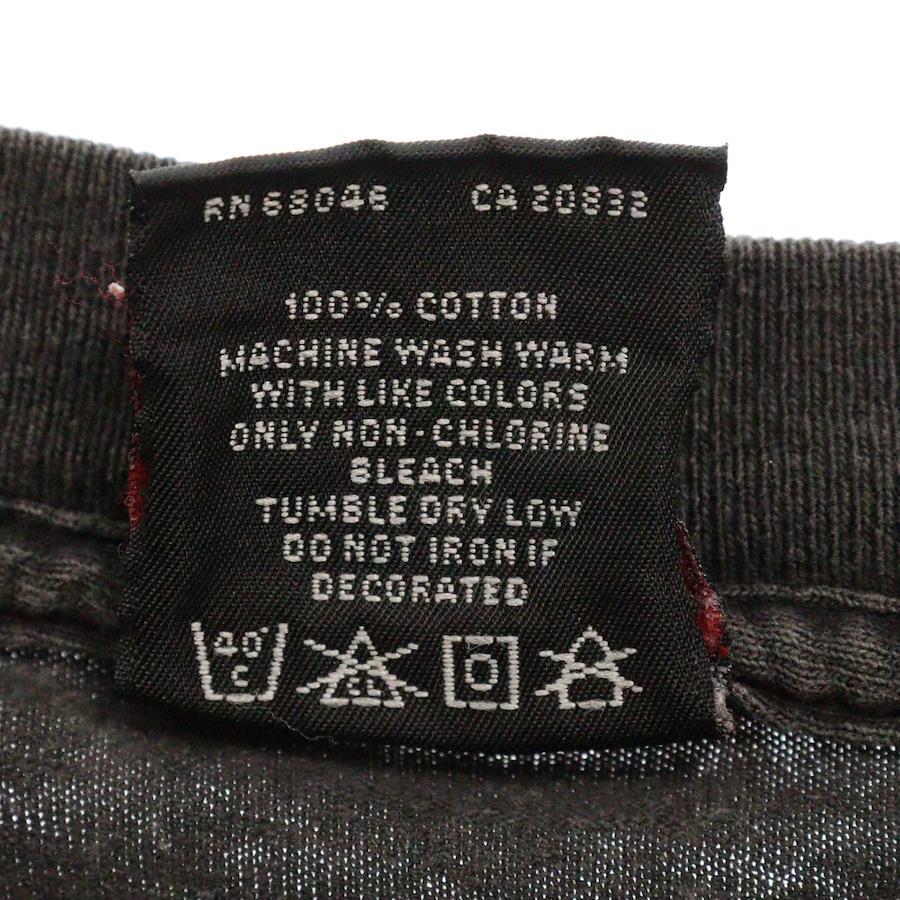 RN 68046 CA 20832
100% COTTON
MACHINE WASH WARM
WITH LIKE COLORS
ONLY NON-CHLORINE
BLEACH
TUMBLE DRY LOW
DO NOT IRON IF
DECORATED
40°
C
CL